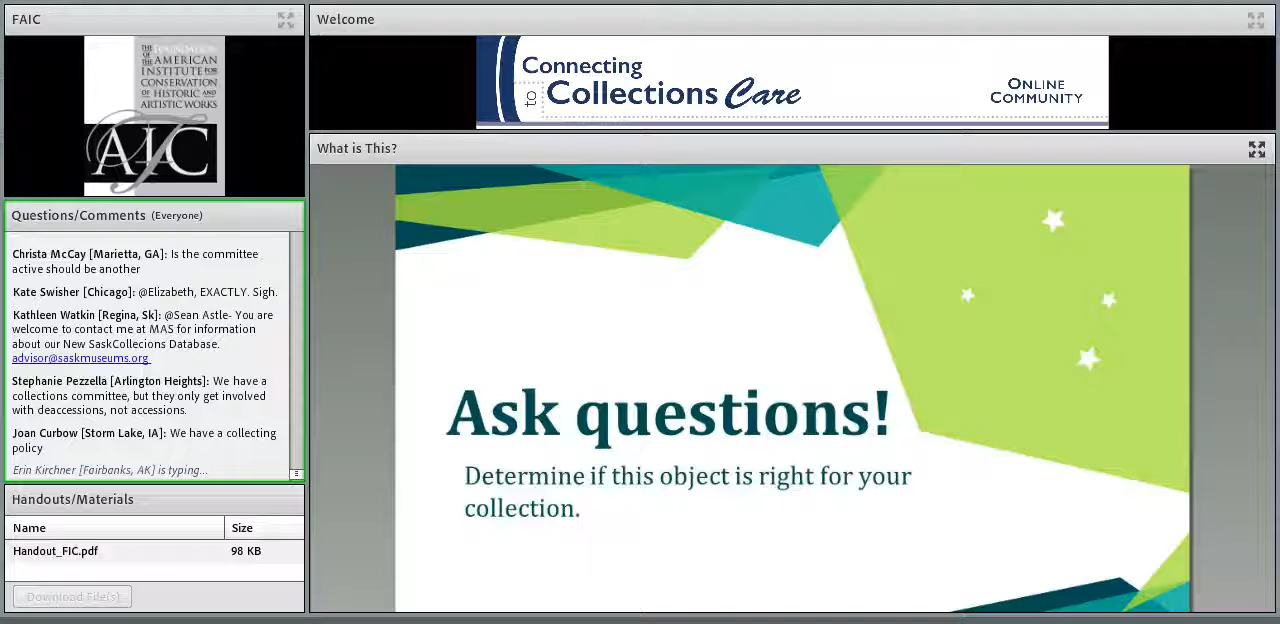 FAIC
THE FOUNDATION
OF THE AMERICAN
INSTITUTE FOR
CONSERVATION
OF HISTORIC AND
ARTISTIC WORKS
FAIC
Questions/Comments (Everyone)
Christa McCay [Marietta, GA]: Is the committee
active should be another
Kate Swisher [Chicago]: @Elizabeth, EXACTLY. Sigh.
Kathleen Watkin [Regina, Sk]: @Sean Astle- You are
welcome to contact me at MAS for information
about our New SaskCollecions Database.
advisor@saskmuseums.org
Stephanie Pezzella [Arlington Heights]: We have a
collections committee, but they only get involved
with deaccessions, not accessions.
Joan Curbow [Storm Lake, IA]: We have a collecting
policy
Erin Kirchner [Fairbanks, AK] is typing...
Handouts/Materials
Name Size
Handout_FIC.pdf 98 KB
Download File(s)
Welcome
Connecting
to Collections Care
ONLINE
COMMUNITY
What is This?
Ask questions!
Determine if this object is right for your
collection.